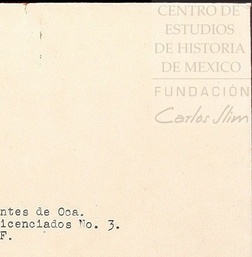 CENTRO DE
ESTUDIOS
DE HISTORIA
DE MEXICO
FUNDACIÓN
Carlos Slim
ntes de Oca.
icenciados No. 3.
F.